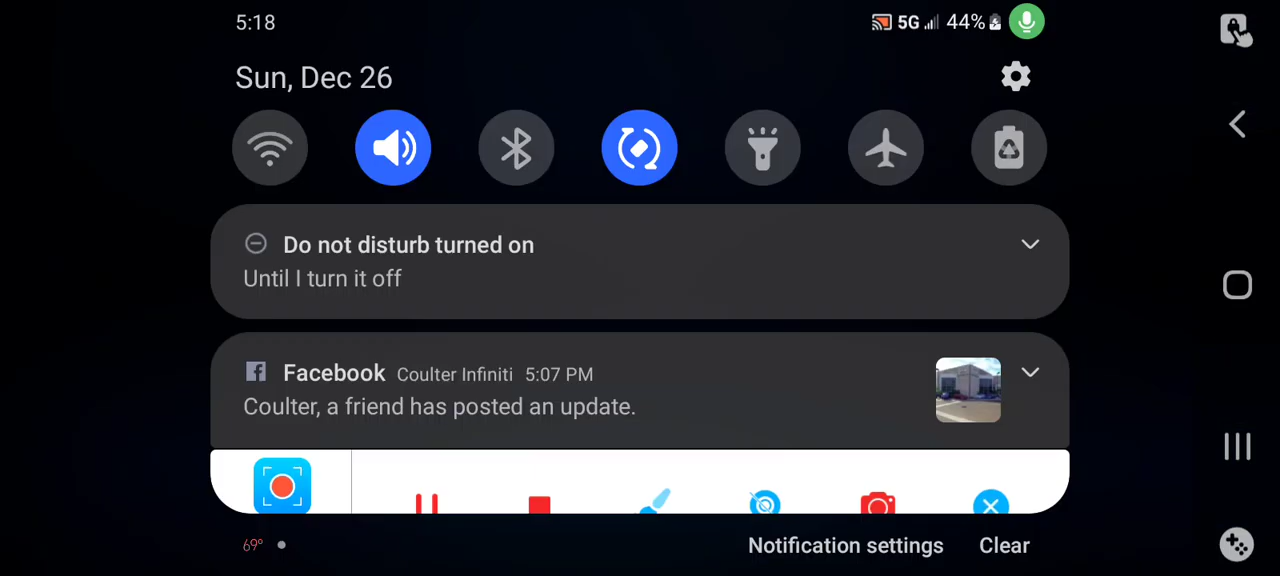 5:18
5G 44%
Sun, Dec 26
Do not disturb turned on
Until I turn it off
Facebook Coulter Infiniti 5:07 PM
Coulter, a friend has posted an update.
69°
Notification settings Clear